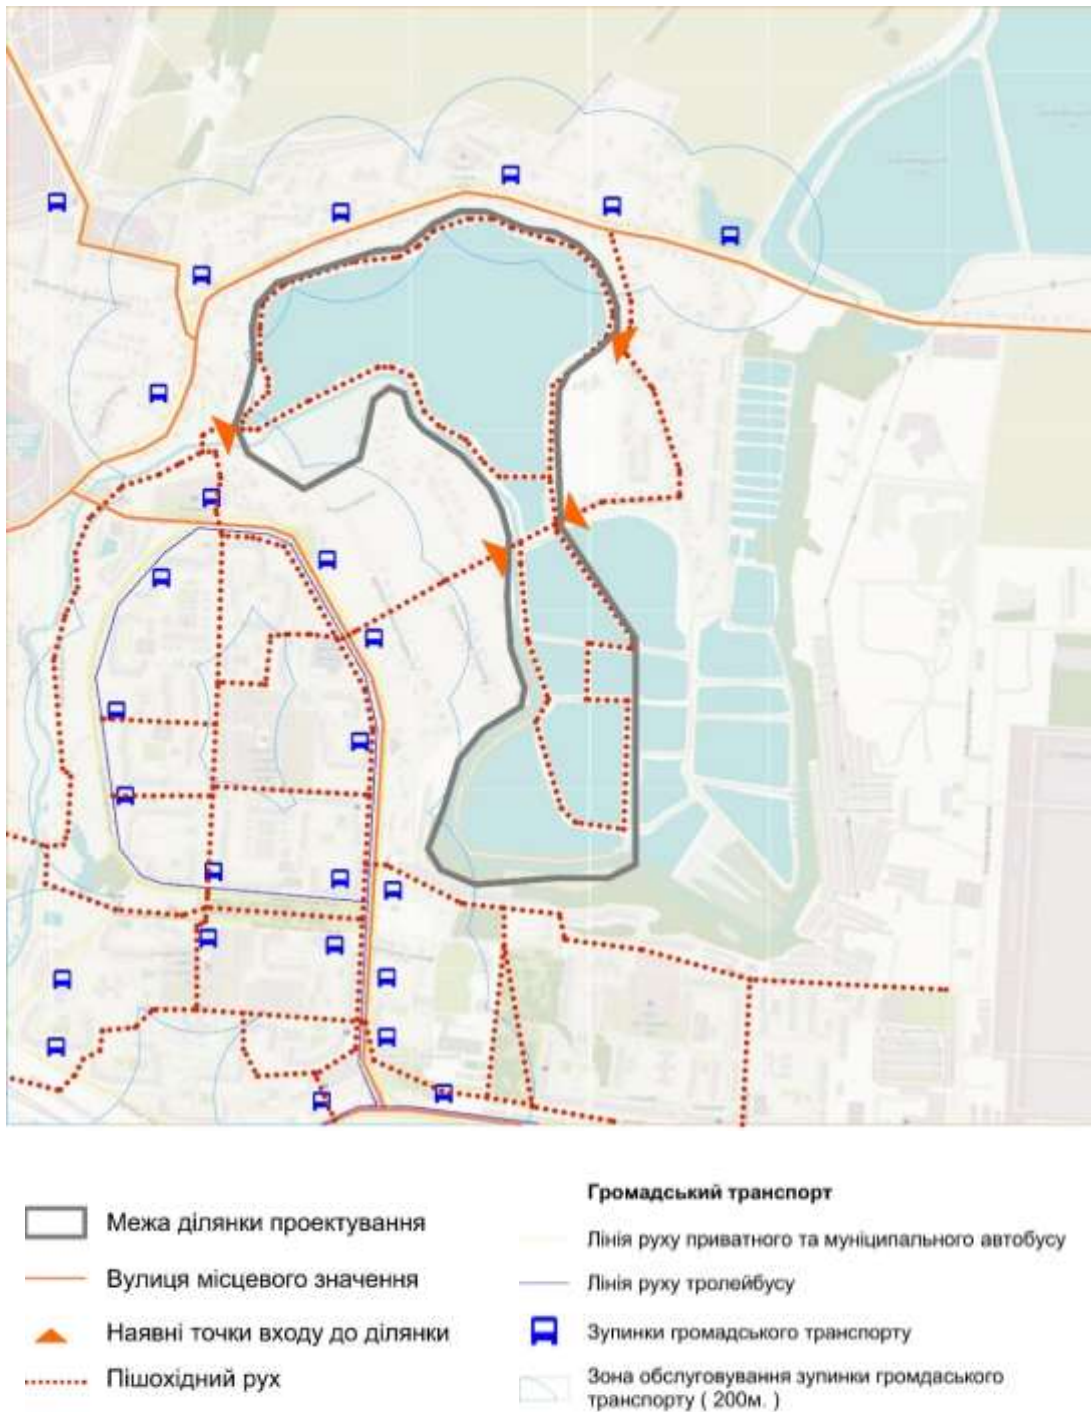 Межа ділянки проектування
Вулиця місцевого значення
Наявні точки входу до ділянки
Пішохідний рух
Громадський транспорт
Лінія руху приватного та муніципального автобусу
Лінія руху тролейбусу
Зупинки громадського транспорту
Зона обслуговування зупинки громдаського
транспорту ( 200м. )